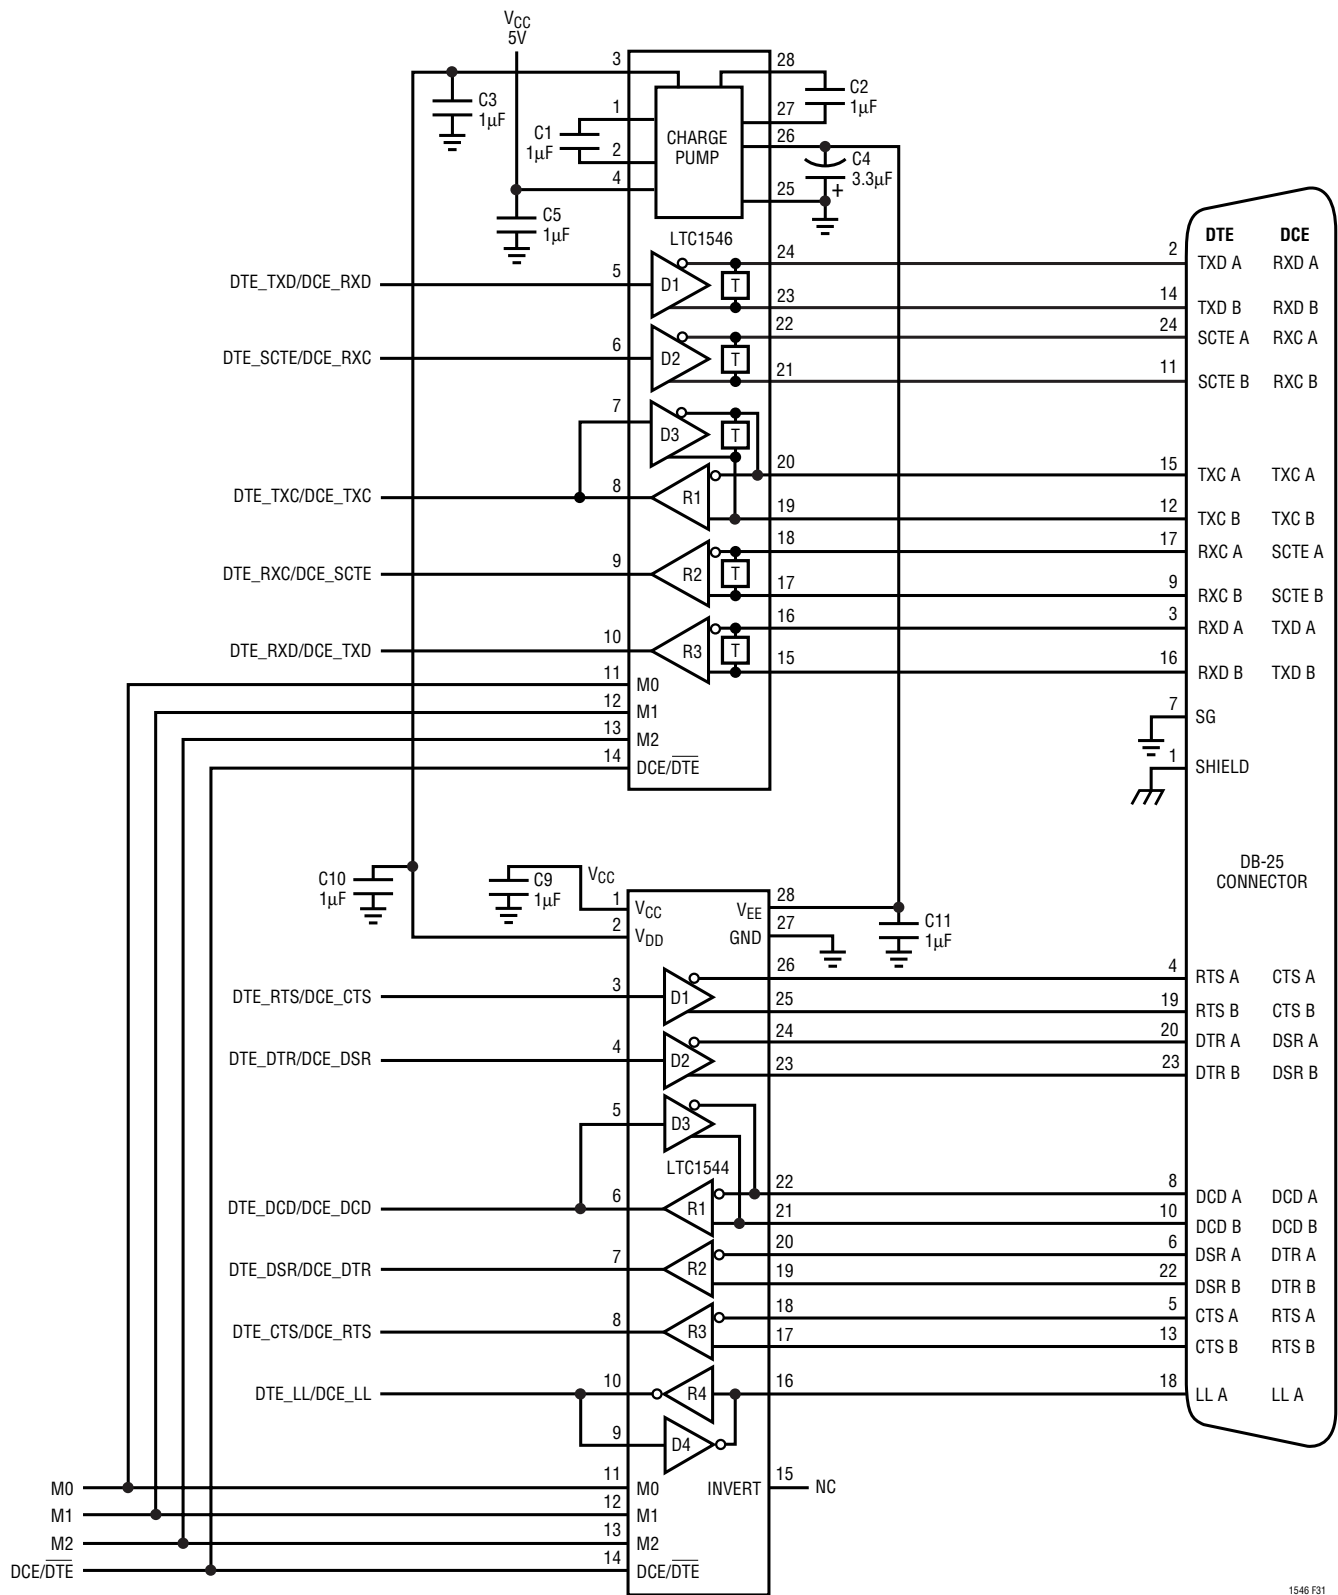 VCC
5V
3
28
C3
1µF
C2
1µF
1
27
C1
1µF
CHARGE
PUMP
26
2
C4
3.3µF
+
4
25
C5
1µF
LTC1546
DTE DCE
DTE_TXD/DCE_RXD 5 D1 T 24 2 TXD A RXD A
23 14 TXD B RXD B
DTE_SCTE/DCE_RXC 6 D2 T 22 24 SCTE A RXC A
21 11 SCTE B RXC B
7 D3 T
20 15 TXC A TXC A
DTE_TXC/DCE_TXC 8 R1
19 12 TXC B TXC B
18 17 RXC A SCTE A
DTE_RXC/DCE_SCTE 9 R2 T
17 9 RXC B SCTE B
16 3 RXD A TXD A
DTE_RXD/DCE_TXD 10 R3 T
15 16 RXD B TXD B
11 M0
12 M1
13 M2
14 DCE/DTE
7 SG
1 SHIELD
DB-25
CONNECTOR
C10
1µF
C9
1µF
VCC
1 VCC VEE 28
2 VDD GND 27
C11
1µF
26 4 RTS A CTS A
DTE_RTS/DCE_CTS 3 D1
25 19 RTS B CTS B
24 20 DTR A DSR A
DTE_DTR/DCE_DSR 4 D2
23 23 DTR B DSR B
5 D3
LTC1544
22 8 DCD A DCD A
DTE_DCD/DCE_DCD 6 R1
21 10 DCD B DCD B
20 6 DSR A DTR A
DTE_DSR/DCE_DTR 7 R2
19 22 DSR B DTR B
18 5 CTS A RTS A
DTE_CTS/DCE_RTS 8 R3
17 13 CTS B RTS B
DTE_LL/DCE_LL 10 R4 16 18 LL A LL A
9 D4
M0 11 M0 INVERT 15 NC
M1 12 M1
M2 13 M2
DCE/DTE 14 DCE/DTE
1546 F31